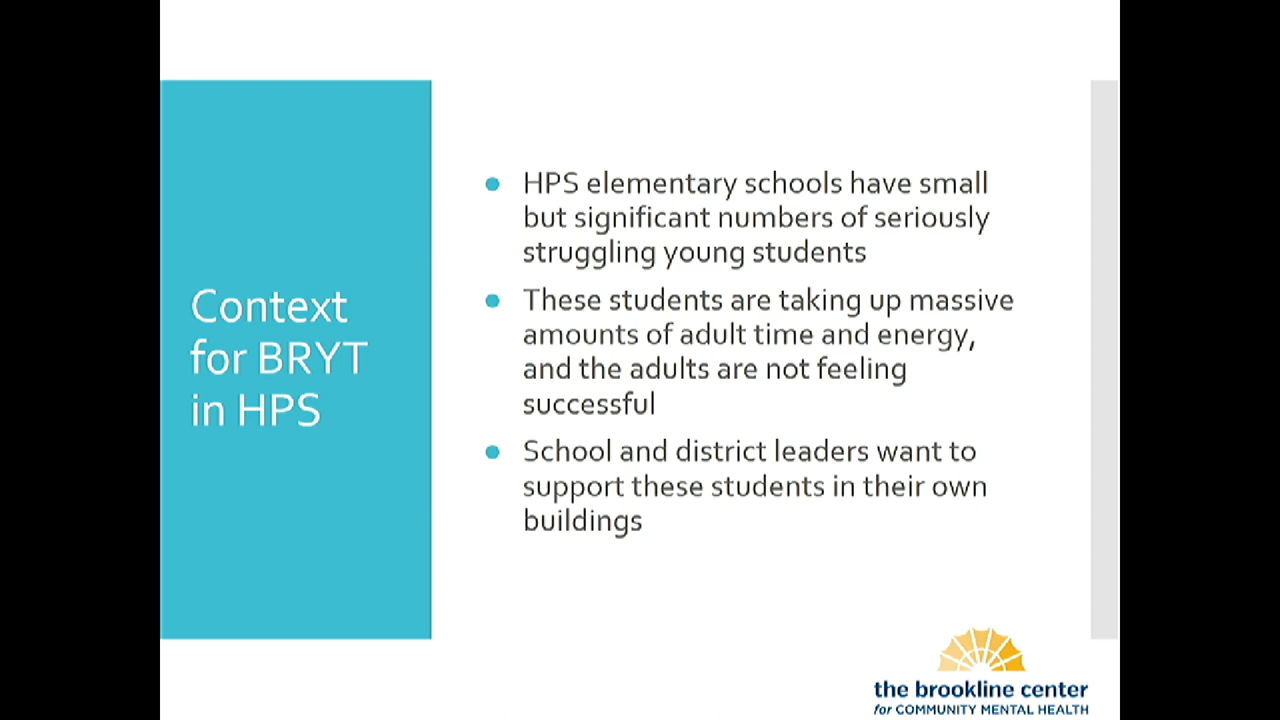 Context
for BRYT
in HPS
HPS elementary schools have small
but significant numbers of seriously
struggling young students
These students are taking up massive
amounts of adult time and energy,
and the adults are not feeling
successful
School and district leaders want to
support these students in their own
buildings
the brookline center
for COMMUNITY MENTAL HEALTH